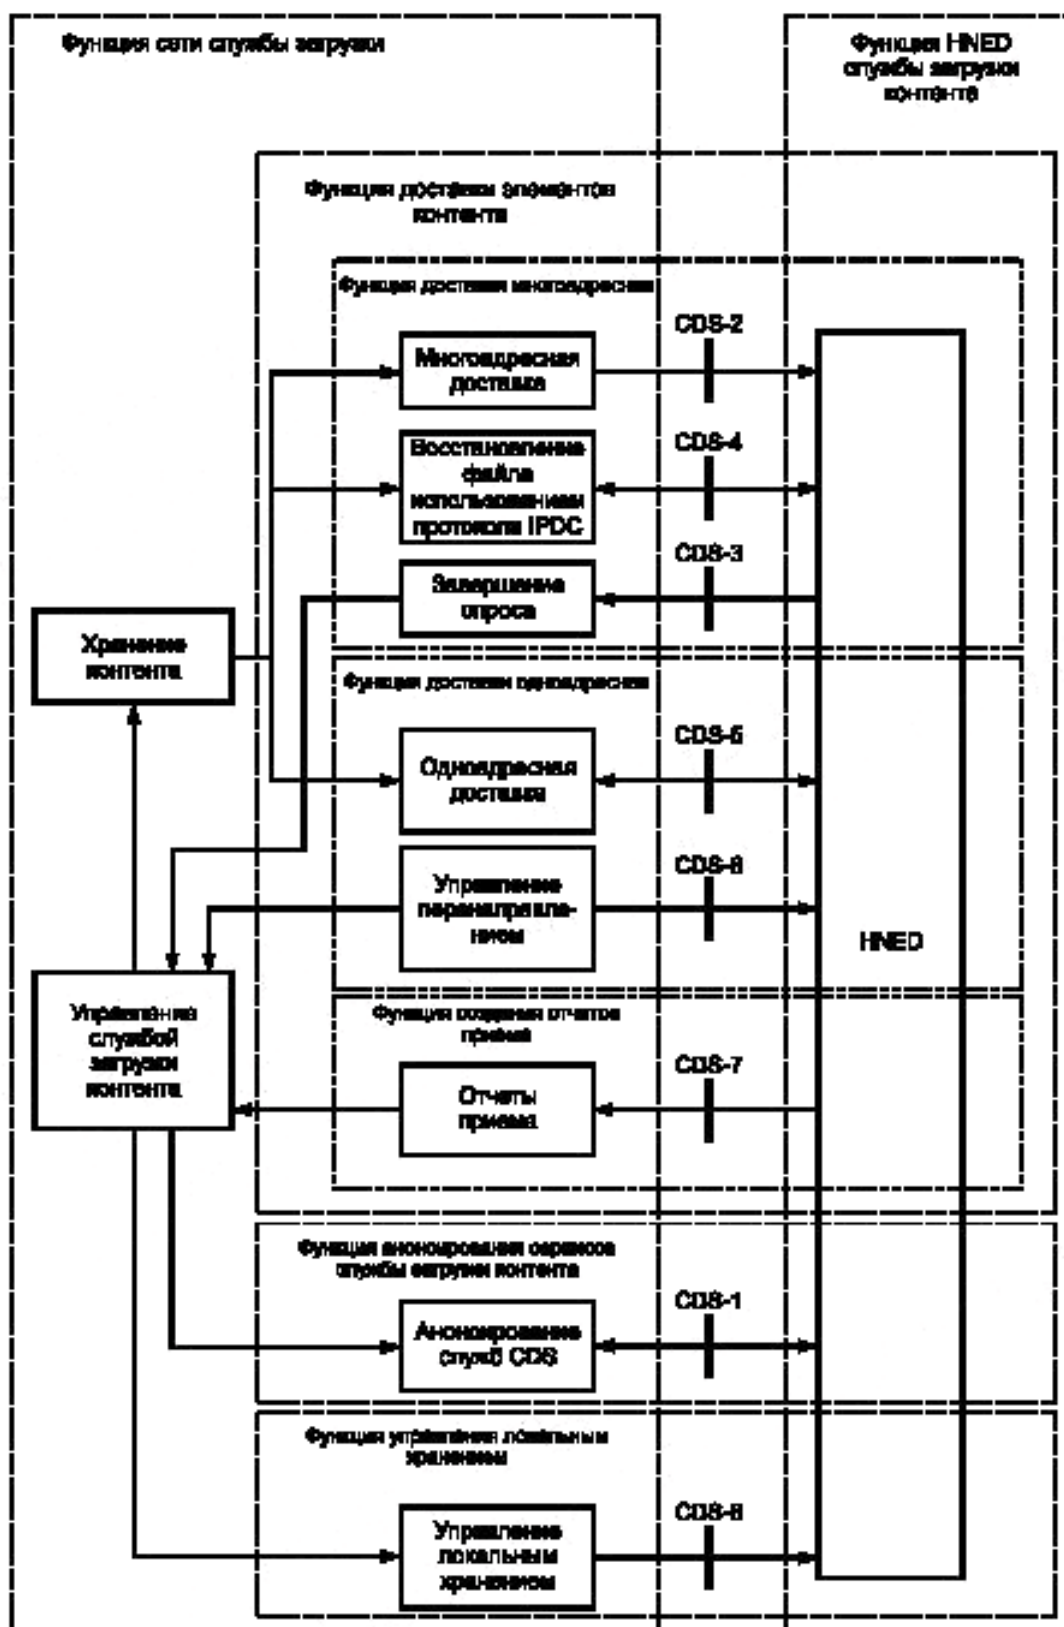 Функция сети службы загрузки
Функция HNED
службы загрузки
контента
Функция доставки элементов
контента
Функция доставки многоадресная
CDS-2
Многоадресная
доставка
CDS-4
Восстановление
файла
использованием
протокола IPDC
CDS-3
Завершение
опроса
Хранение
контента
Функция доставки одноадресная
CDS-5
Одноадресная
доставка
CDS-6
Управление
перенаправле-
нием
HNED
Управление
службой
загрузки
контента
Функция создания отчетов
приема
CDS-7
Отчеты
приема
Функция анонсирования сервисов
службы загрузки контента
CDS-1
Анонсирование
служб CDS
Функция управления локальным
хранением
CDS-8
Управление
локальным
хранением